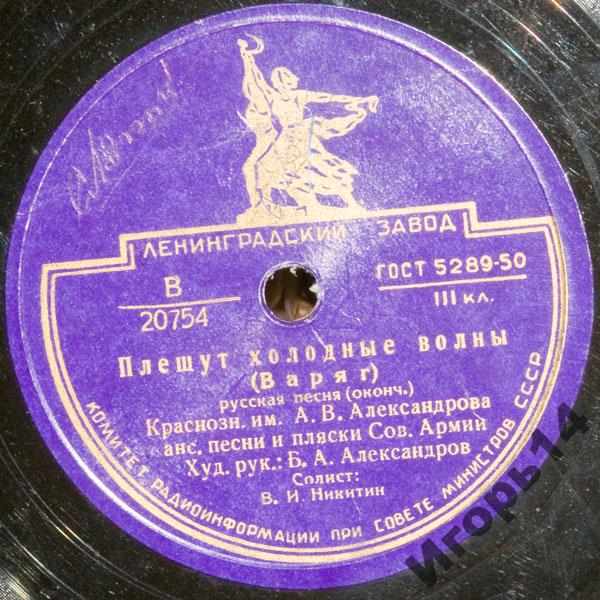 ЛЕНИНГРАДСКИЙ ЗАВОД
В
20754
ГОСТ 5289-50
III КЛ.
Плещут холодные волны
(Варяг)
русская песня (оконч.)
Краснозн. им. А. В. Александрова
анс. песни и пляски Сов. Армии
Худ. рук.: Б. А. Александров
Солист:
В. И. Никитин
КОМИТЕТ РАДИОИНФОРМАЦИИ ПРИ СОВЕТЕ МИНИСТРОВ СССР
Игорь14